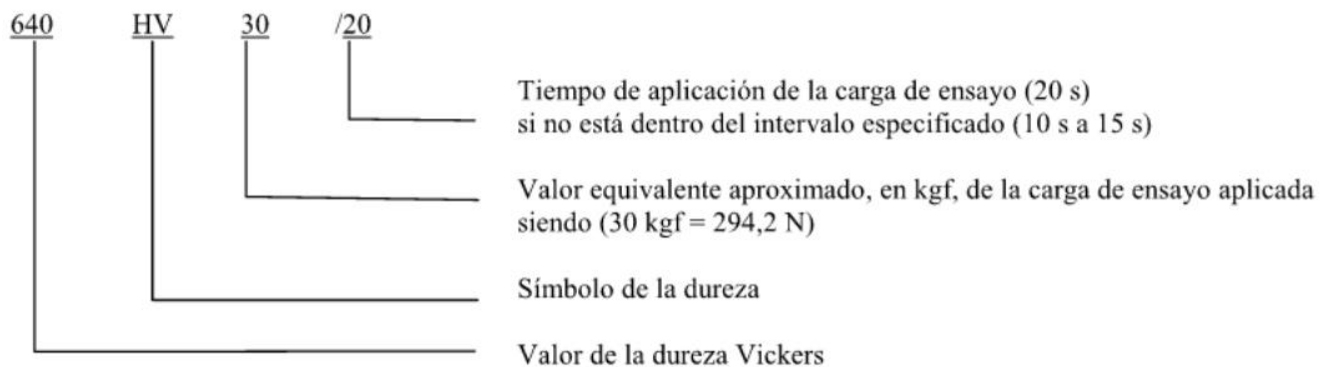 640 HV 30 /20
Tiempo de aplicación de la carga de ensayo (20 s)
si no está dentro del intervalo especificado (10 s a 15 s)
Valor equivalente aproximado, en kgf, de la carga de ensayo aplicada
siendo (30 kgf = 294,2 N)
Símbolo de la dureza
Valor de la dureza Vickers